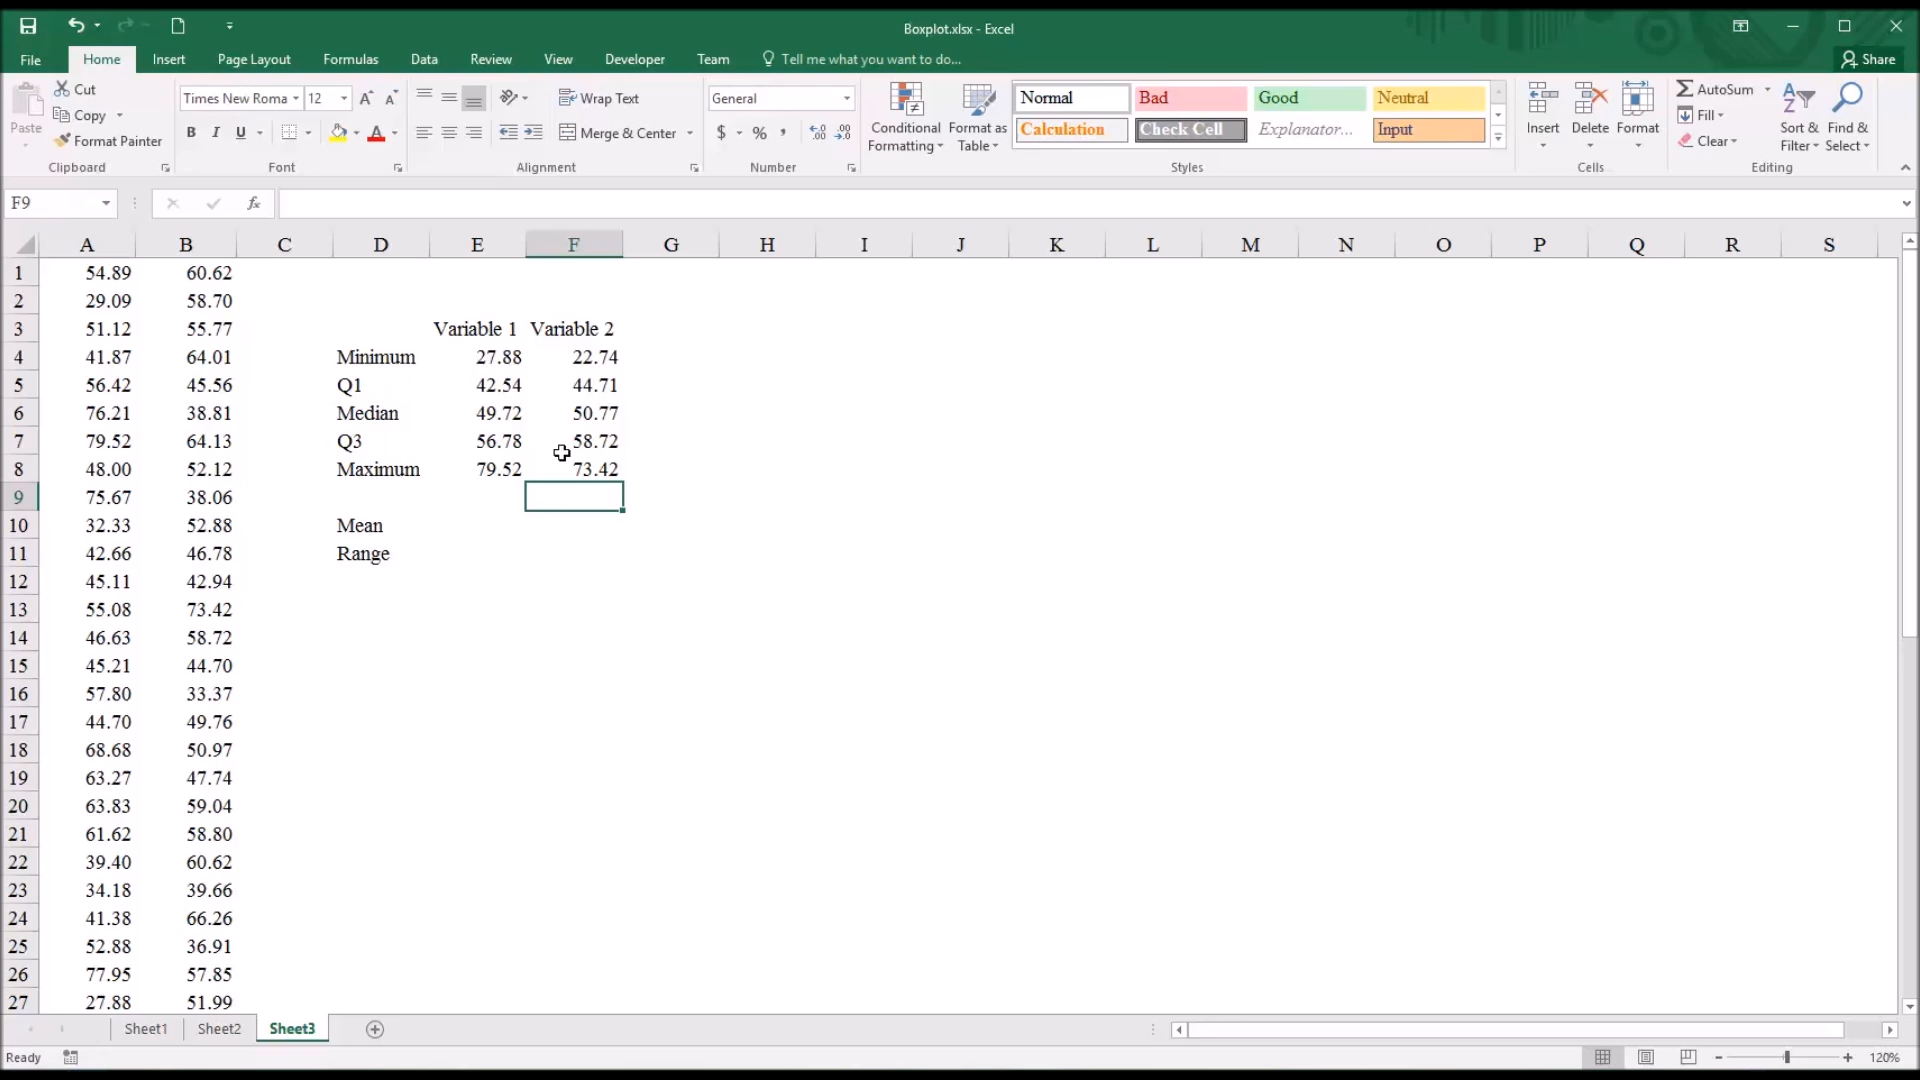 Boxplot.xlsx - Excel
File Home Insert Page Layout Formulas Data Review View Developer Team Tell me what you want to do... Share
Paste Cut Copy Format Painter Clipboard
Times New Roma 12 A A B I U A Font
Wrap Text Merge & Center Alignment
General $ % , .0 .00 Number
Conditional Formatting Format as Table
Normal Bad Good Neutral
Calculation Check Cell Explanator... Input
Styles
Insert Delete Format Cells
AutoSum Fill Clear Sort & Filter Find & Select Editing
F9 fx
A B C D E F G H I J K L M N O P Q R S
1 54.89 60.62
2 29.09 58.70
3 51.12 55.77 Variable 1 Variable 2
4 41.87 64.01 Minimum 27.88 22.74
5 56.42 45.56 Q1 42.54 44.71
6 76.21 38.81 Median 49.72 50.77
7 79.52 64.13 Q3 56.78 58.72
8 48.00 52.12 Maximum 79.52 73.42
9 75.67 38.06
10 32.33 52.88 Mean
11 42.66 46.78 Range
12 45.11 42.94
13 55.08 73.42
14 46.63 58.72
15 45.21 44.70
16 57.80 33.37
17 44.70 49.76
18 68.68 50.97
19 63.27 47.74
20 63.83 59.04
21 61.62 58.80
22 39.40 60.62
23 34.18 39.66
24 41.38 66.26
25 52.88 36.91
26 77.95 57.85
27 27.88 51.99
Sheet1 Sheet2 Sheet3
Ready 120%